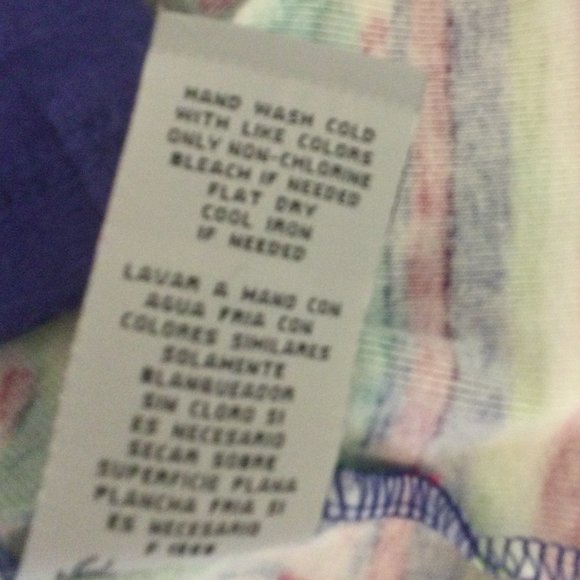 HAND WASH COLD
WITH LIKE COLORS
ONLY NON-CHLORINE
BLEACH IF NEEDED
FLAT DRY
COOL IRON
IF NEEDED
LAVAR A MANO CON
AGUA FRIA CON
COLORES SIMILARES
SOLAMENTE
BLANQUEADOR
SIN CLORO SI
ES NECESARIO
SECAR SOBRE
SUPERFICIE PLANA
PLANCHA FRIA SI
ES NECESARIO